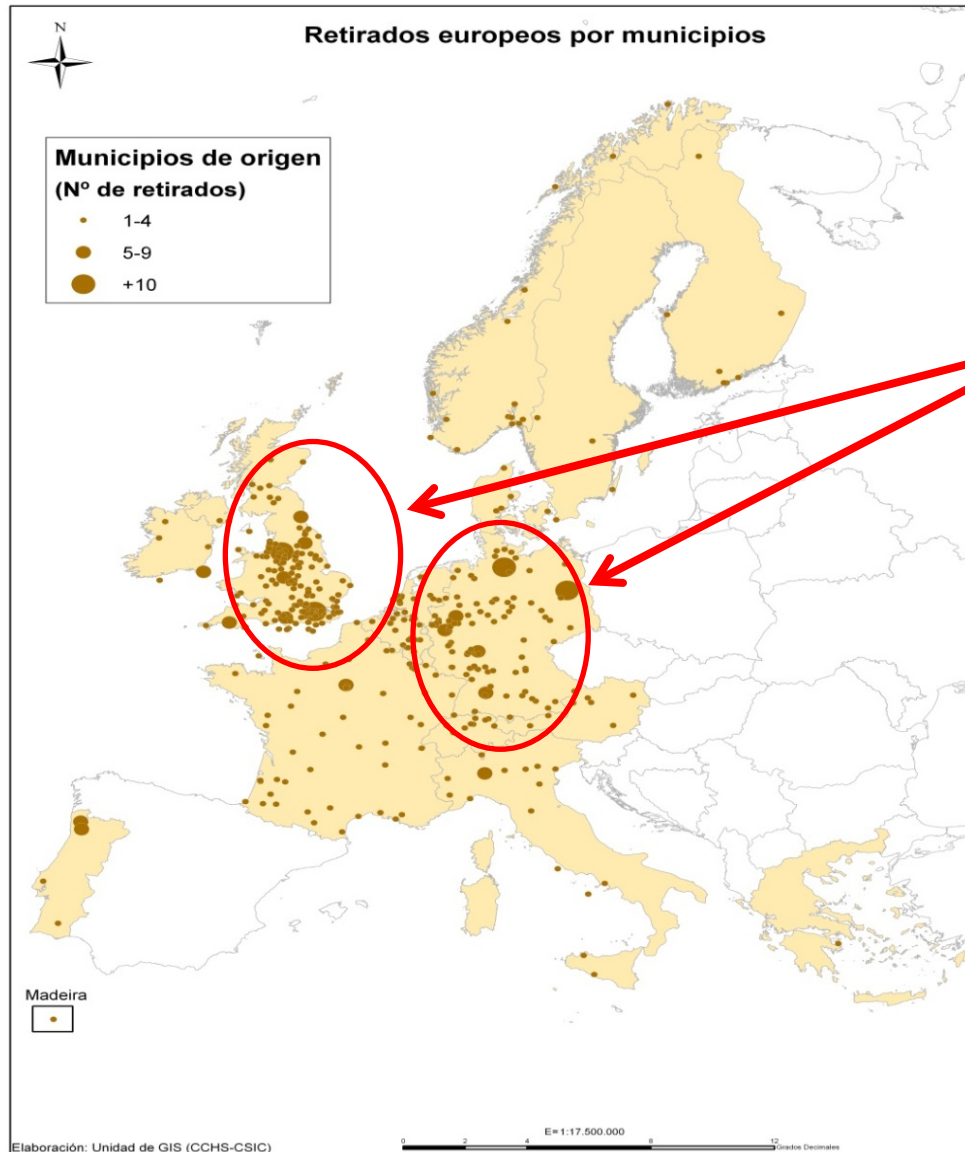 N
Retirados europeos por municipios
Municipios de origen
(Nº de retirados)
1-4
5-9
+10
Madeira
Elaboración: Unidad de GIS (CCHS-CSIC)
E=1:17.500.000
0 2 4 8 12
Grados Decimales